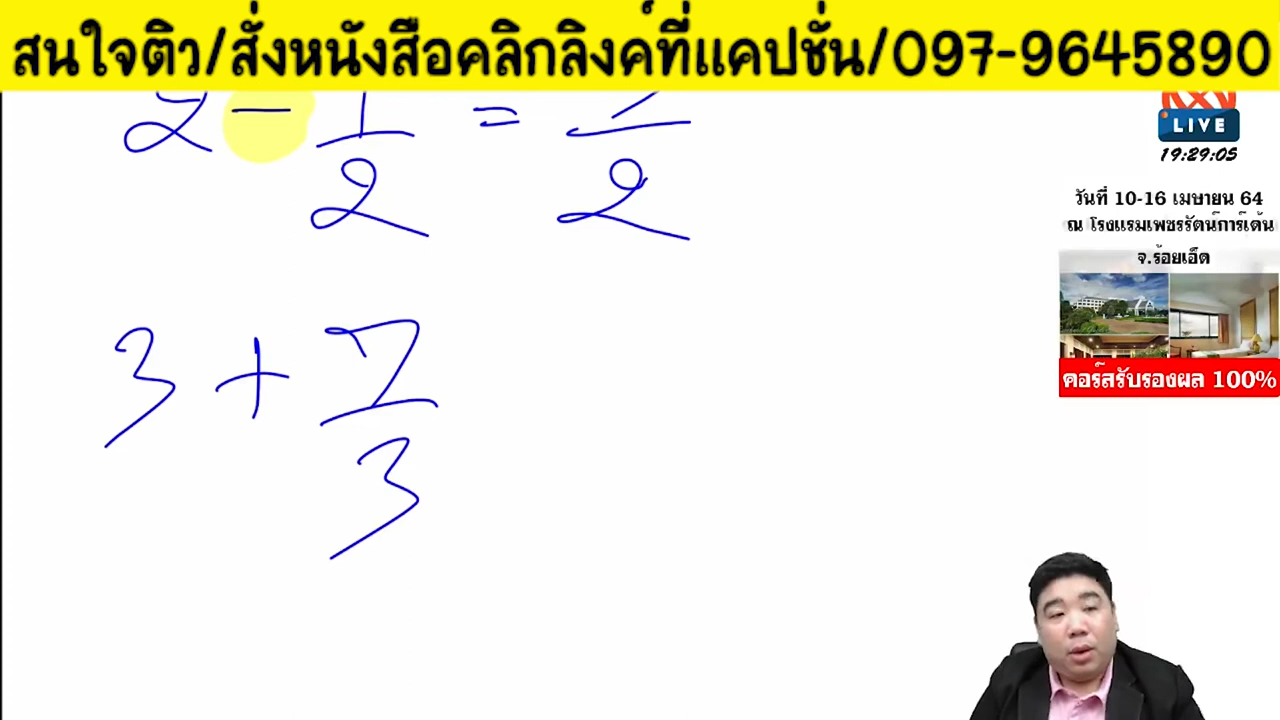 สนใจติว/สั่งหนังสือคลิกลิงค์ที่แคปชั่น/097-9645890
LIVE
19:29:05
วันที่ 10-16 เมษายน 64
ณ โรงแรมเพชรรัตน์การ์เด้น
จ.ร้อยเอ็ด
คอร์สรับรองผล 100%
2 - 1/2 = /2
3 + 7/3